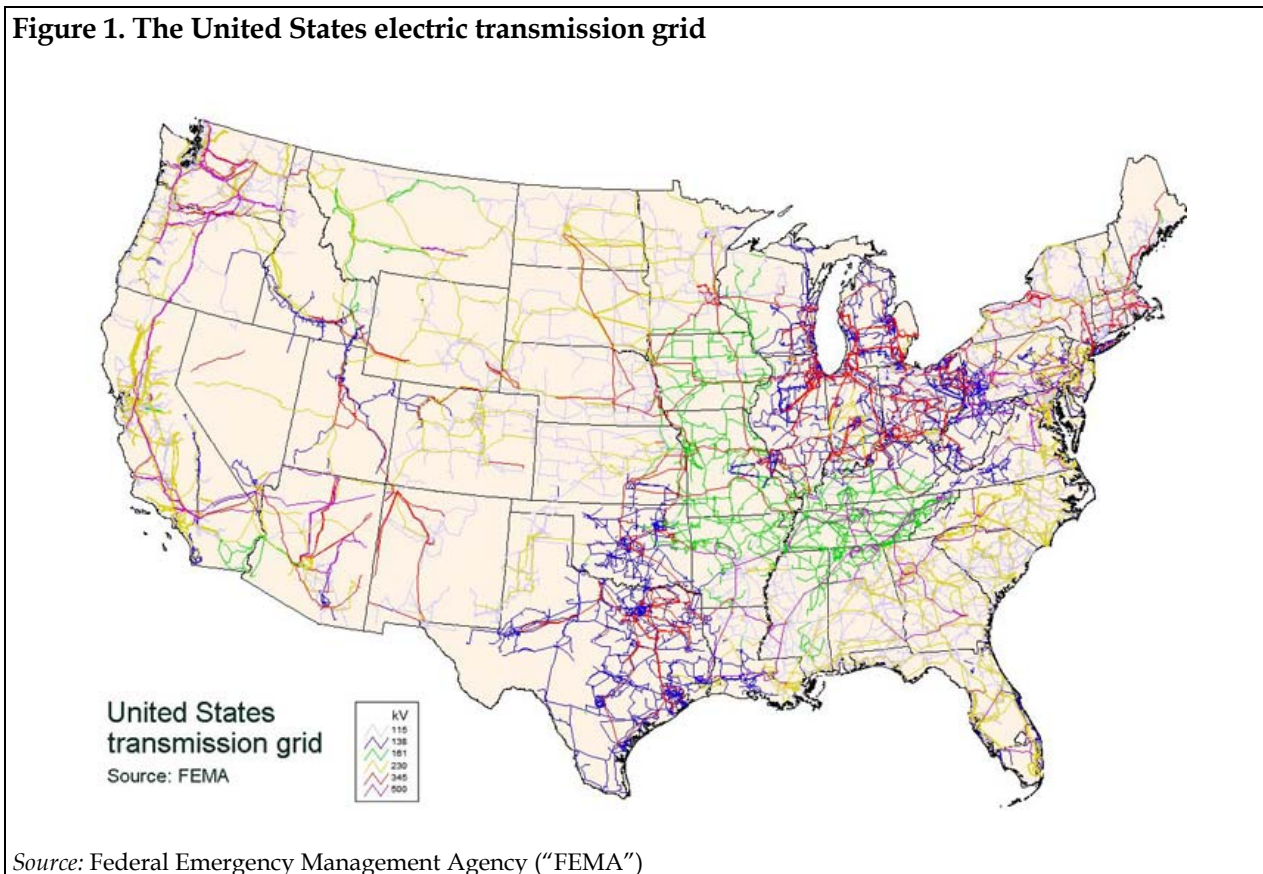 Figure 1. The United States electric transmission grid
United States
transmission grid
Source: FEMA
kV
115
138
161
230
345
500
Source: Federal Emergency Management Agency (“FEMA”)